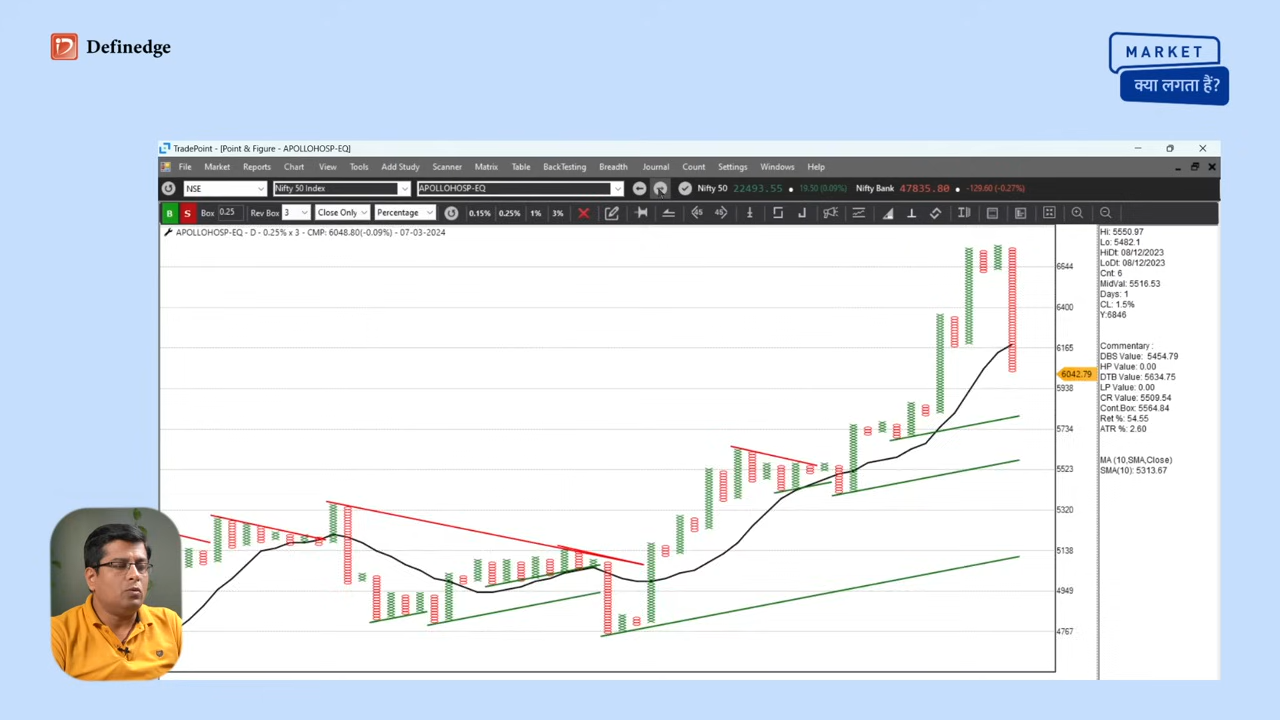 Definedge
MARKET
क्या लगता हैं?
TradePoint - [Point & Figure - APOLLOHOSP-EQ]
File Market Reports Chart View Tools Add Study Scanner Matrix Table BackTesting Breadth Journal Count Settings Windows Help
NSE Nifty 50 Index APOLLOHOSP-EQ Nifty 50 22493.55 19.50 (0.09%) Nifty Bank 47835.80 -129.60 (-0.27%)
B S Box 0.25 Rev Box 3 Close Only Percentage 0.15% 0.25% 1% 3%
APOLLOHOSP-EQ - D - 0.25% x 3 - CMP: 6048.80(-0.09%) - 07-03-2024
6644
6400
6165
6042.79
5938
5734
5523
5320
5138
4949
4767
Hi: 5550.97
Lo: 5482.1
HiDt: 08/12/2023
LoDt: 08/12/2023
Cnt: 6
MidVal: 5516.53
Days: 1
CL: 1.5%
Y:6846
Commentary :
DBS Value: 5454.79
HP Value: 0.00
DTB Value: 5634.75
LP Value: 0.00
CR Value: 5509.54
Cont.Box: 5564.84
Ret %: 54.55
ATR %: 2.60
MA (10,SMA,Close)
SMA(10): 5313.67